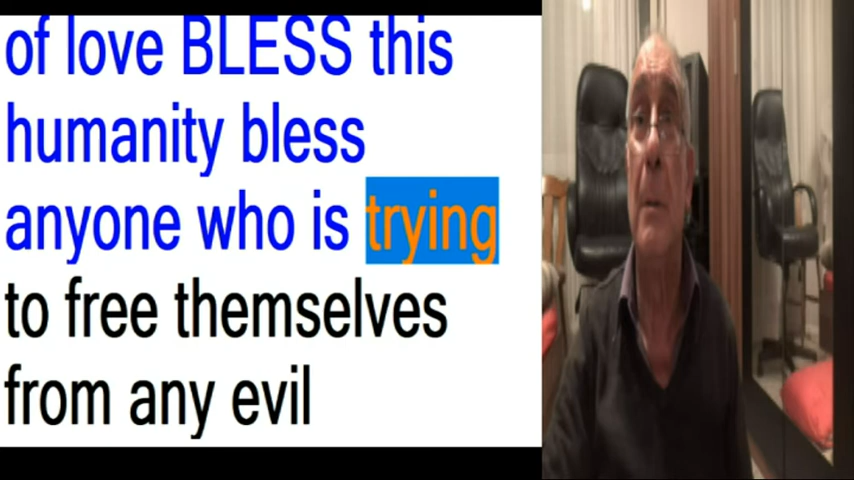 of love BLESS this
humanity bless
anyone who is trying
to free themselves
from any evil